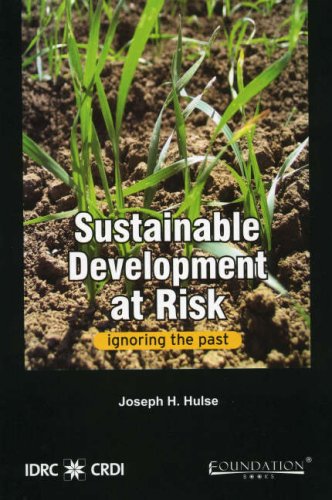 Sustainable
Development
at Risk
ignoring the past
Joseph H. Hulse
IDRC CRDI
FOUNDATION®
BOOKS